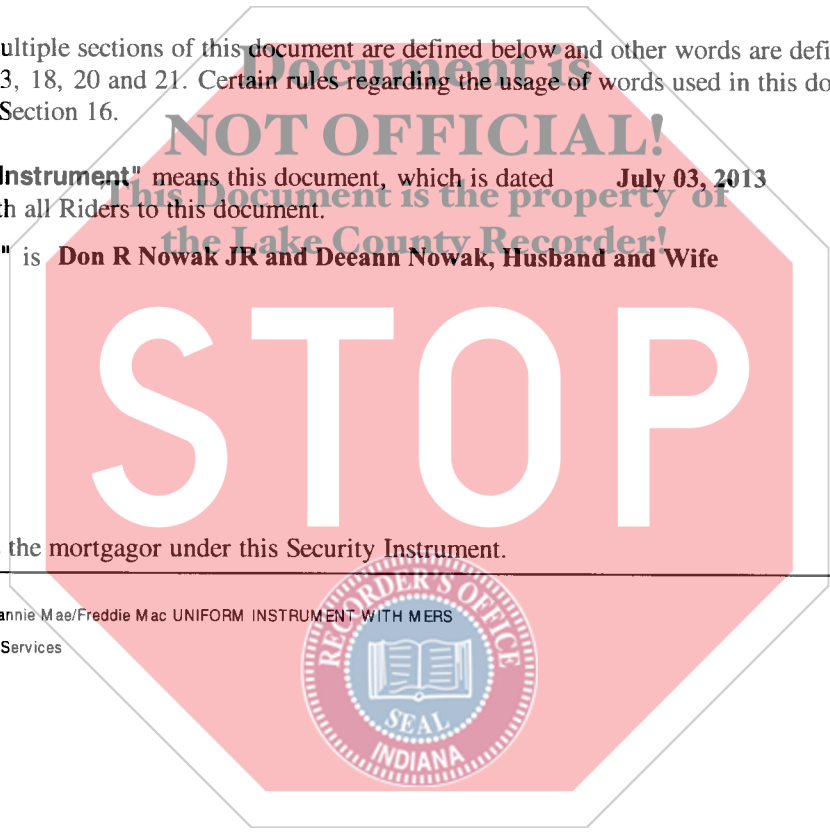 ultiple sections of this document are defined below and other words are defi
Document is
3, 18, 20 and 21. Certain rules regarding the usage of words used in this do
Section 16.
NOT OFFICIAL!
Instrument" means this document, which is dated July 03, 2013
This Document is the property of
th all Riders to this document.
the Lake County Recorder!
" is Don R Nowak JR and Deeann Nowak, Husband and Wife
STOP
the mortgagor under this Security Instrument.
annie Mae/Freddie Mac UNIFORM INSTRUMENT WITH MERS
Services
RECORDER'S OFFICE
SEAL
INDIANA